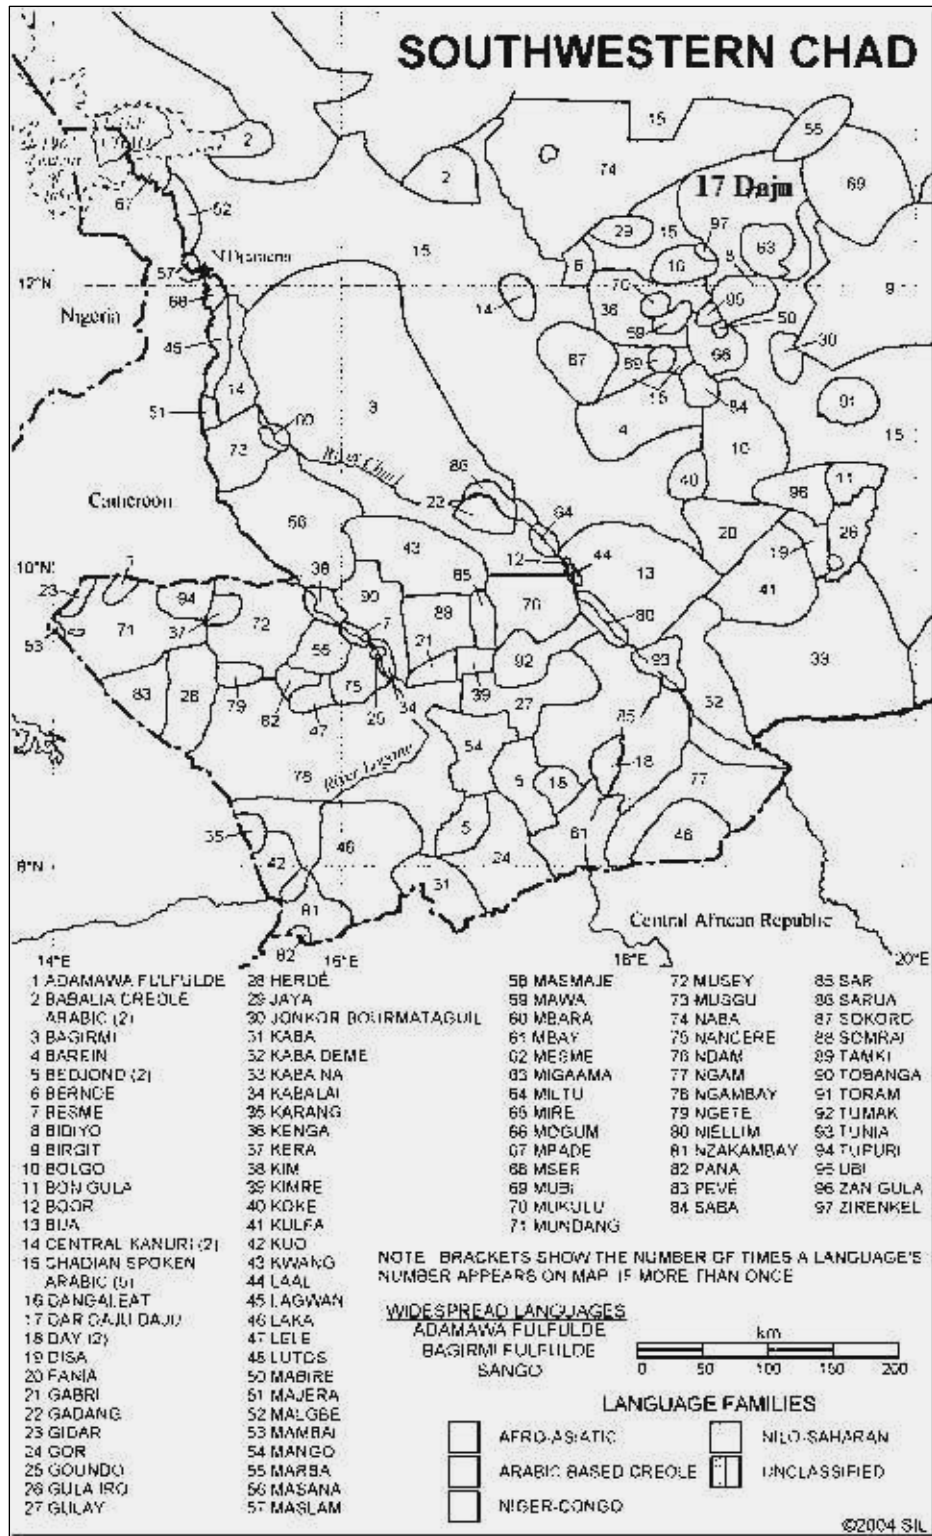 SOUTHWESTERN CHAD
17 Daju
N'Djamena
12°N
Nigeria
River Chari
Cameroon
10°N
River Logone
8°N
Central African Republic
14°E
16°E
18°E
20°E
1 ADAMAWA FULFULDE
2 BABALIA CREOLE
ARABIC (2)
3 BAGIRMI
4 BAREIN
5 BEDJOND (2)
6 BERNDE
7 BESME
8 BIDIYO
9 BIRGIT
10 BOLGO
11 BON GULA
12 BOOR
13 BUA
14 CENTRAL KANURI (2)
15 CHADIAN SPOKEN
ARABIC (5)
16 DANGALEAT
17 DAR DAJU DAJU
18 DAY (2)
19 DISA
20 FANIA
21 GABRI
22 GADANG
23 GIDAR
24 GOR
25 GOUNDO
26 GULA IRO
27 GULAY
28 HERDÉ
29 JAYA
30 JONKOR BOURMATAGUIL
31 KABA
32 KABA DEME
33 KABA NA
34 KABALAI
35 KARANG
36 KENGA
37 KERA
38 KIM
39 KIMRE
40 KOKE
41 KULFA
42 KUO
43 KWANG
44 LAAL
45 LAGWAN
46 LAKA
47 LELE
48 LUTOS
50 MABIRE
51 MAJERA
52 MALGBE
53 MAMBAI
54 MANGO
55 MARBA
56 MASANA
57 MASLAM
58 MASMAJE
59 MAWA
60 MBARA
61 MBAY
62 MESME
63 MIGAAMA
64 MILTU
65 MIRE
66 MOGUM
67 MPADE
68 MSER
69 MUBI
70 MUKULU
71 MUNDANG
72 MUSEY
73 MUSGU
74 NABA
75 NANCERE
76 NDAM
77 NGAM
78 NGAMBAY
79 NGETE
80 NIELLIM
81 NZAKAMBAY
82 PANA
83 PEVÉ
84 SABA
85 SAR
86 SARUA
87 SOKORO
88 SOMRAI
89 TAMKI
90 TOBANGA
91 TORAM
92 TUMAK
93 TUNIA
94 TUPURI
95 UBI
96 ZAN GULA
97 ZIRENKEL
NOTE: BRACKETS SHOW THE NUMBER OF TIMES A LANGUAGE'S
NUMBER APPEARS ON MAP, IF MORE THAN ONCE
WIDESPREAD LANGUAGES
ADAMAWA FULFULDE
BAGIRMI FULFULDE
SANGO
km
0 50 100 150 200
LANGUAGE FAMILIES
AFRO-ASIATIC
ARABIC BASED CREOLE
NIGER-CONGO
NILO-SAHARAN
UNCLASSIFIED
©2004 SIL